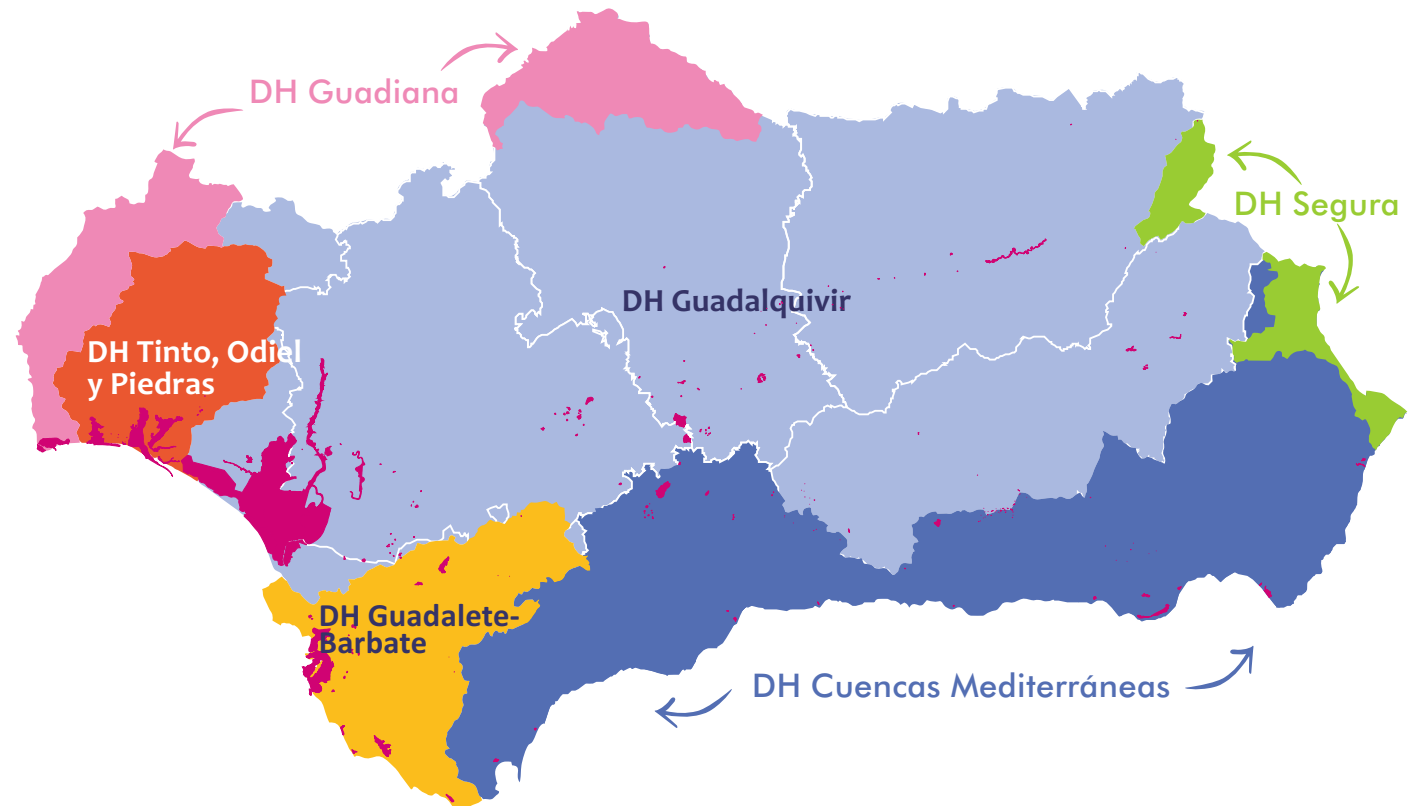 DH Guadiana
DH Segura
DH Guadalquivir
DH Tinto, Odiel
y Piedras
DH Guadalete-
Barbate
DH Cuencas Mediterráneas